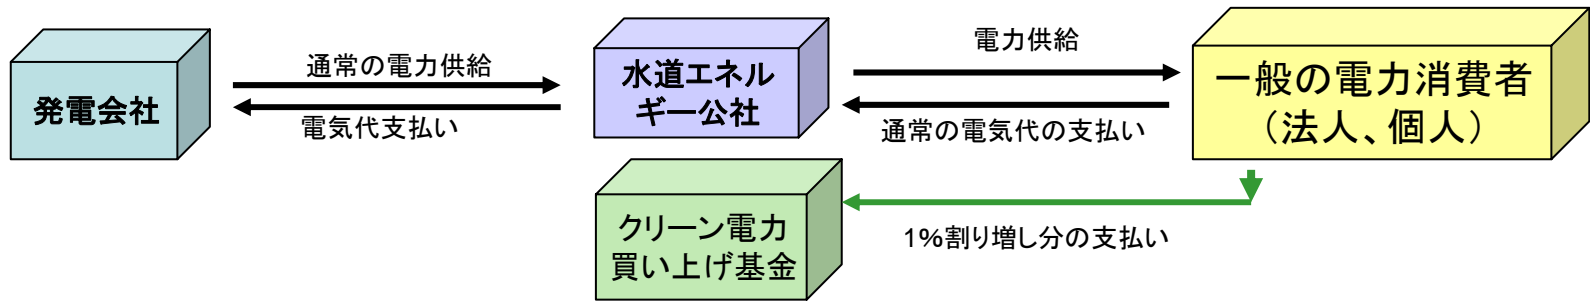 発電会社
通常の電力供給
電気代支払い
水道エネル
ギー公社
電力供給
通常の電気代の支払い
一般の電力消費者
（法人、個人）
クリーン電力
買い上げ基金
1%割り増し分の支払い